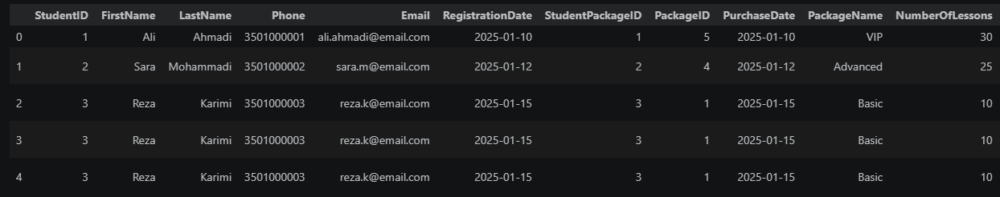 StudentID FirstName LastName Phone Email RegistrationDate StudentPackageID PackageID PurchaseDate PackageName NumberOfLessons
0 1 Ali Ahmadi 3501000001 ali.ahmadi@email.com 2025-01-10 1 5 2025-01-10 VIP 30
1 2 Sara Mohammadi 3501000002 sara.m@email.com 2025-01-12 2 4 2025-01-12 Advanced 25
2 3 Reza Karimi 3501000003 reza.k@email.com 2025-01-15 3 1 2025-01-15 Basic 10
3 3 Reza Karimi 3501000003 reza.k@email.com 2025-01-15 3 1 2025-01-15 Basic 10
4 3 Reza Karimi 3501000003 reza.k@email.com 2025-01-15 3 1 2025-01-15 Basic 10